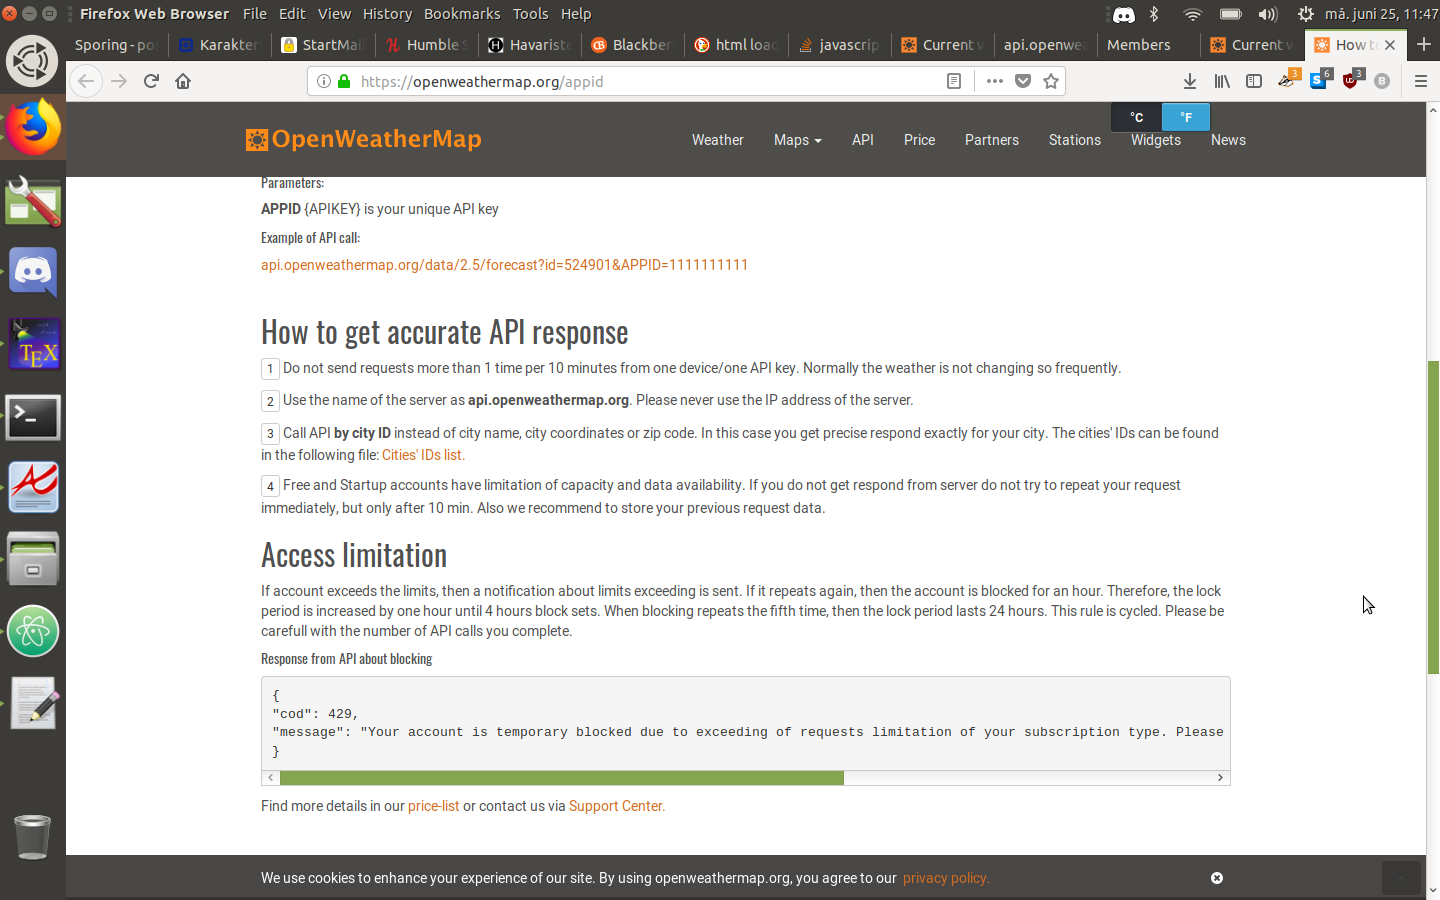 Firefox Web Browser File Edit View History Bookmarks Tools Help må. juni 25, 11:47
Sporing - po Karakter StartMail Humble S Havarist Blackber html load javascrip Current w api.openwea Members Current w How to
https://openweathermap.org/appid 3 6 3 B
°C °F
OpenWeatherMap Weather Maps API Price Partners Stations Widgets News
Parameters:
APPID {APIKEY} is your unique API key
Example of API call:
api.openweathermap.org/data/2.5/forecast?id=524901&APPID=1111111111
How to get accurate API response
1 Do not send requests more than 1 time per 10 minutes from one device/one API key. Normally the weather is not changing so frequently.
2 Use the name of the server as api.openweathermap.org. Please never use the IP address of the server.
3 Call API by city ID instead of city name, city coordinates or zip code. In this case you get precise respond exactly for your city. The cities' IDs can be found
in the following file: Cities' IDs list.
4 Free and Startup accounts have limitation of capacity and data availability. If you do not get respond from server do not try to repeat your request
immediately, but only after 10 min. Also we recommend to store your previous request data.
Access limitation
If account exceeds the limits, then a notification about limits exceeding is sent. If it repeats again, then the account is blocked for an hour. Therefore, the lock
period is increased by one hour until 4 hours block sets. When blocking repeats the fifth time, then the lock period lasts 24 hours. This rule is cycled. Please be
carefull with the number of API calls you complete.
Response from API about blocking
{
"cod": 429,
"message": "Your account is temporary blocked due to exceeding of requests limitation of your subscription type. Please
}
Find more details in our price-list or contact us via Support Center.
We use cookies to enhance your experience of our site. By using openweathermap.org, you agree to our privacy policy.